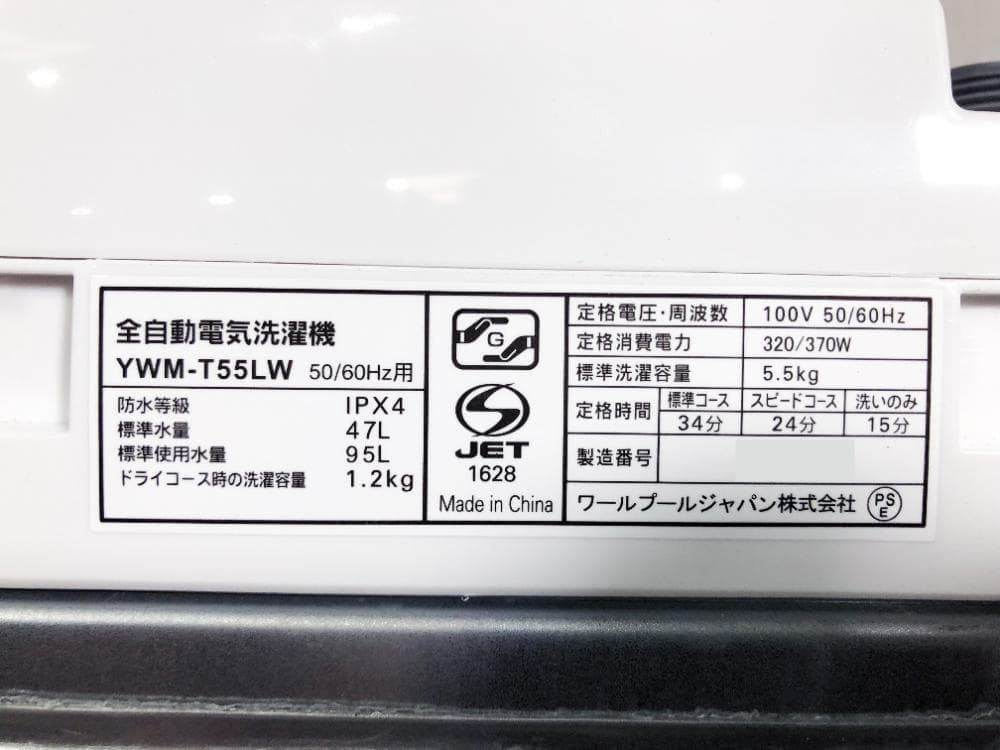 全自動電気洗濯機
YWM-T55LW 50/60Hz用
防水等級 IPX4
標準水量 47L
標準使用水量 95L
ドライコース時の洗濯容量 1.2kg
G
S
JET
1628
Made in China
定格電圧・周波数 100V 50/60Hz
定格消費電力 320/370W
標準洗濯容量 5.5kg
定格時間 標準コース スピードコース 洗いのみ
34分 24分 15分
製造番号
ワールプールジャパン株式会社 PSE